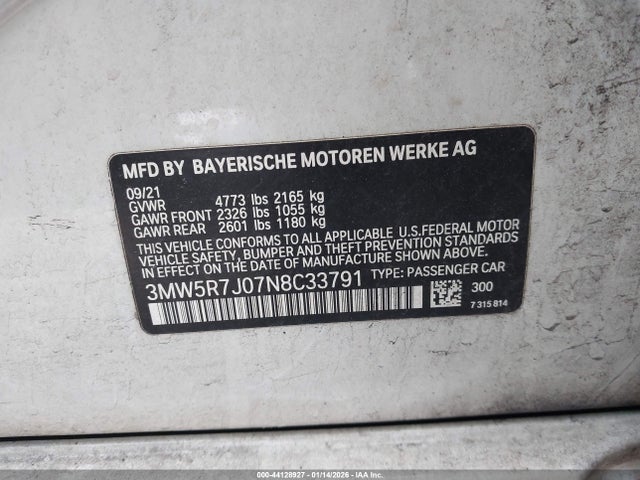 MFD BY BAYERISCHE MOTOREN WERKE AG
09/21
GVWR 4773 lbs 2165 kg
GAWR FRONT 2326 lbs 1055 kg
GAWR REAR 2601 lbs 1180 kg
THIS VEHICLE CONFORMS TO ALL APPLICABLE U.S.FEDERAL MOTOR
VEHICLE SAFETY, BUMPER, AND THEFT PREVENTION STANDARDS
IN EFFECT ON THE DATE OF MANUFACTURE SHOWN ABOVE.
3MW5R7J07N8C33791 TYPE: PASSENGER CAR
300
7 315 814
000-44128927 - 01/14/2026 - IAAI.COM